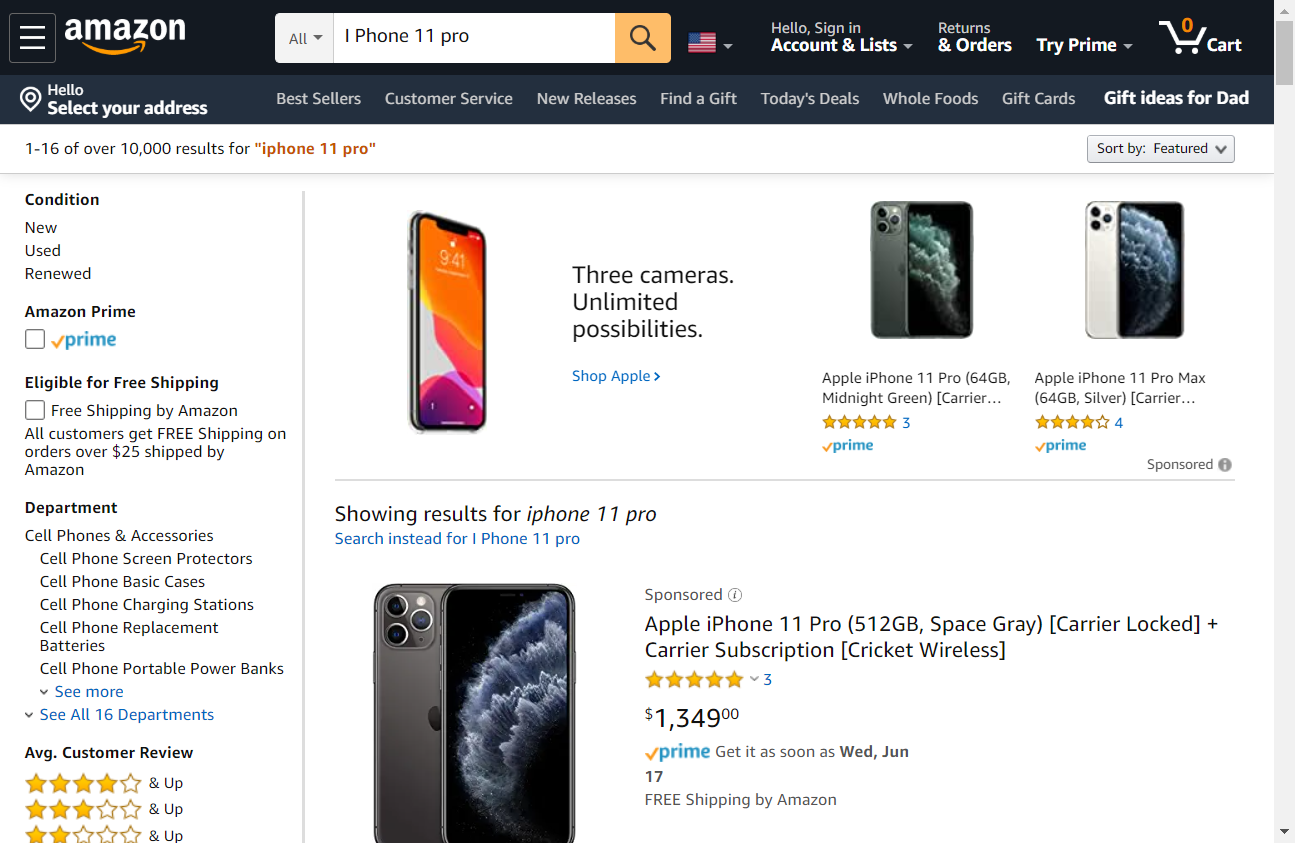 amazon
All
I Phone 11 pro
Hello, Sign in
Account & Lists
Returns
& Orders
Try Prime
0
Cart
Hello
Select your address
Best Sellers
Customer Service
New Releases
Find a Gift
Today's Deals
Whole Foods
Gift Cards
Gift ideas for Dad
1-16 of over 10,000 results for "iphone 11 pro"
Sort by: Featured
Condition
New
Used
Renewed
Amazon Prime
prime
Eligible for Free Shipping
Free Shipping by Amazon
All customers get FREE Shipping on
orders over $25 shipped by
Amazon
Department
Cell Phones & Accessories
Cell Phone Screen Protectors
Cell Phone Basic Cases
Cell Phone Charging Stations
Cell Phone Replacement
Batteries
Cell Phone Portable Power Banks
See more
See All 16 Departments
Avg. Customer Review
& Up
& Up
& Up
9:41
Three cameras.
Unlimited
possibilities.
Shop Apple
Apple iPhone 11 Pro (64GB,
Midnight Green) [Carrier…
3
prime
Apple iPhone 11 Pro Max
(64GB, Silver) [Carrier…
4
prime
Sponsored
Showing results for iphone 11 pro
Search instead for I Phone 11 pro
Sponsored
Apple iPhone 11 Pro (512GB, Space Gray) [Carrier Locked] +
Carrier Subscription [Cricket Wireless]
3
$1,34900
prime Get it as soon as Wed, Jun
17
FREE Shipping by Amazon